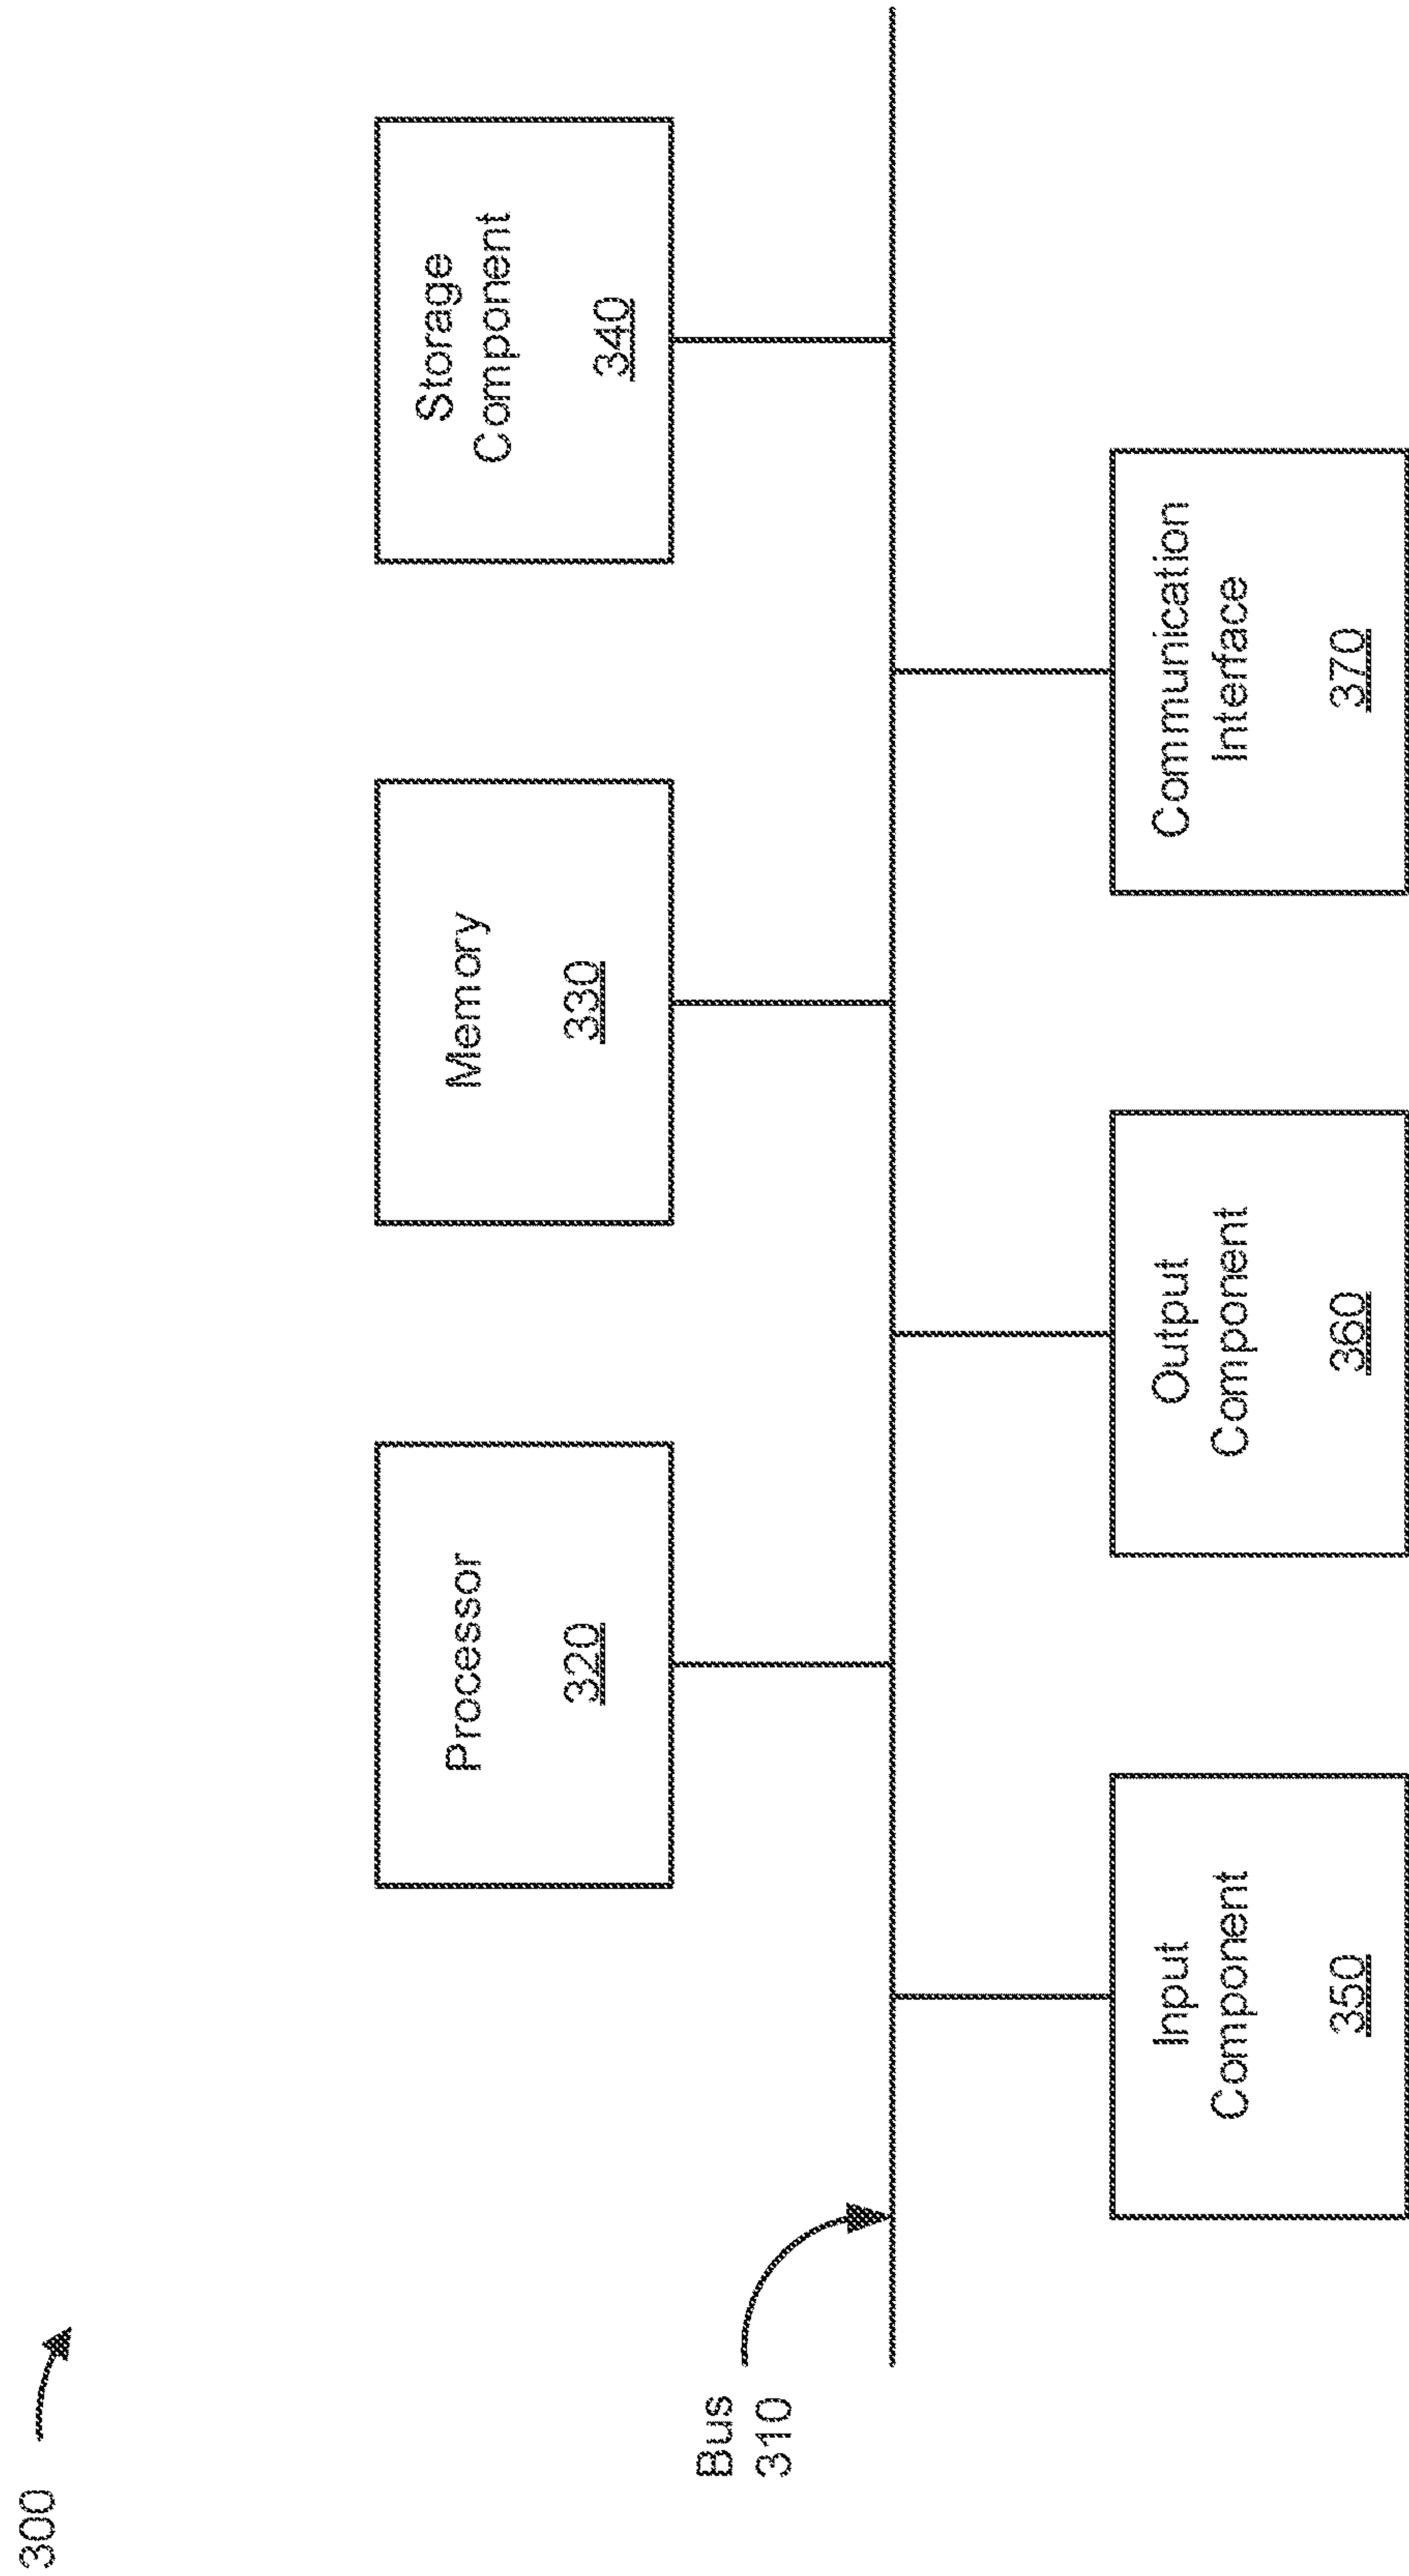 300
Processor
320
Memory
330
Storage
Component
340
Bus
310
Input
Component
350
Output
Component
360
Communication
Interface
370